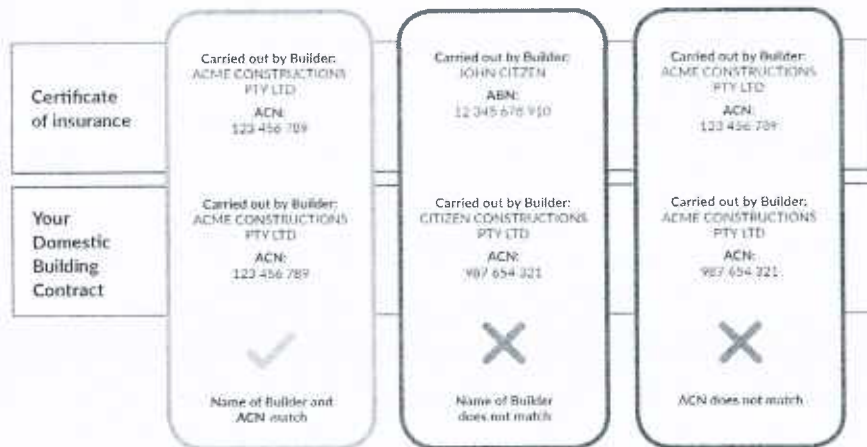 Certificate
of insurance
Carried out by Builder:
ACME CONSTRUCTIONS
PTY LTD
ACN:
123 456 789
Carried out by Builder:
JOHN CITZEN
ABN:
12 345 678 910
Carried out by Builder:
ACME CONSTRUCTIONS
PTY LTD
ACN:
123 456 789
Your
Domestic
Building
Contract
Carried out by Builder:
ACME CONSTRUCTIONS
PTY LTD
ACN:
123 456 789
Carried out by Builder:
CITIZEN CONSTRUCTIONS
PTY LTD
ACN:
987 654 321
Carried out by Builder:
ACME CONSTRUCTIONS
PTY LTD
ACN:
987 654 321
Name of Builder and
ACN match
Name of Builder
does not match
ACN does not match